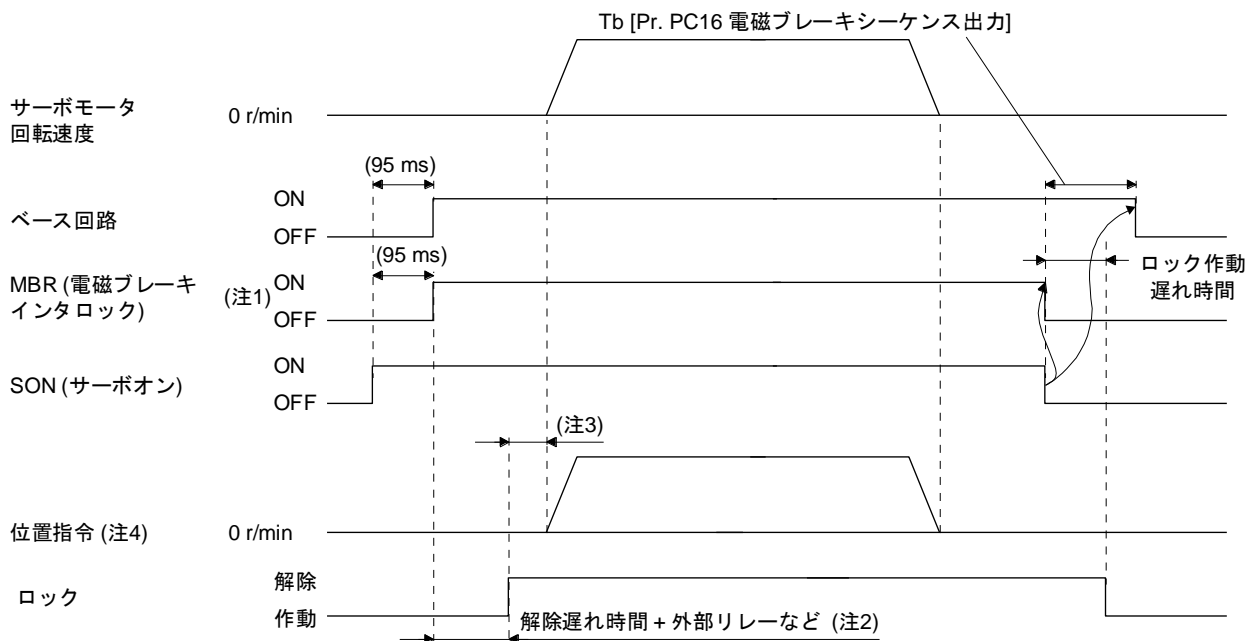 Tb [Pr. PC16 電磁ブレーキシーケンス出力]
サーボモータ
回転速度
0 r/min
(95 ms)
ベース回路
ON
OFF
(95 ms)
ロック作動
遅れ時間
MBR (電磁ブレーキ
インタロック)
(注1)
ON
OFF
SON (サーボオン)
ON
OFF
(注3)
位置指令 (注4)
0 r/min
ロック
解除
作動
解除遅れ時間 + 外部リレーなど (注2)